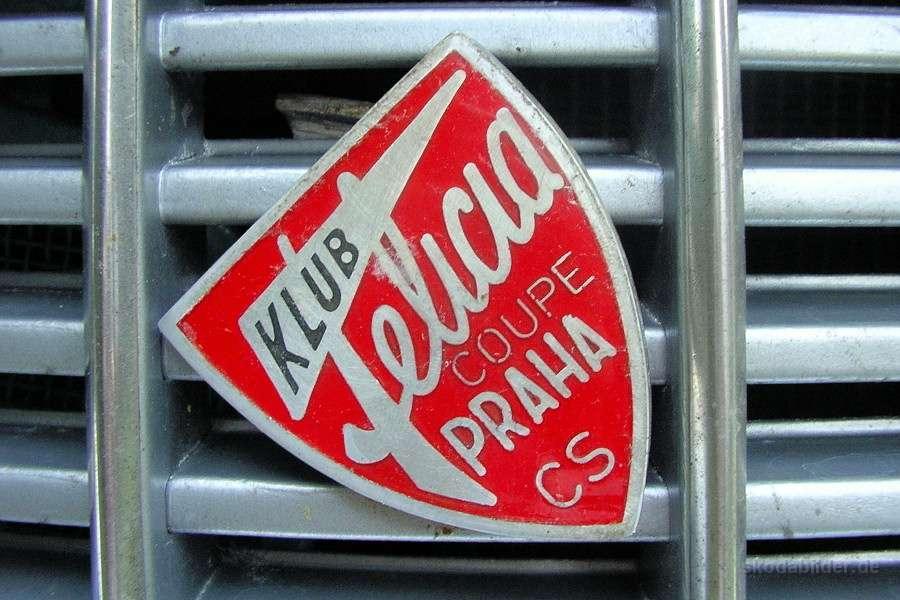 KLUB
Felicia
COUPE
PRAHA
CS
skodabilder.de